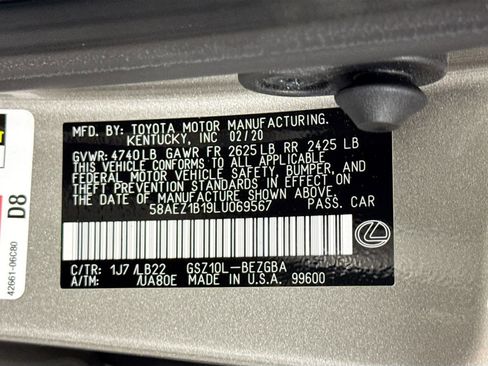 MFD. BY: TOYOTA MOTOR MANUFACTURING.
KENTUCKY, INC 02/20
GVWR: 4740LB GAWR FR 2625LB RR 2425 LB
THIS VEHICLE CONFORMS TO ALL APPLICABLE
FEDERAL MOTOR VEHICLE SAFETY, BUMPER, AND
THEFT PREVENTION STANDARDS IN EFFECT ON
THE DATE OF MANUFACTURE SHOWN ABOVE.
58AEZ1B19LU069567 PASS. CAR
C/TR: 1J7 /LB22 GSZ10L-BEZGBA
A/TM: /UA80E MADE IN U.S.A. 99600
D8
42661-06C80